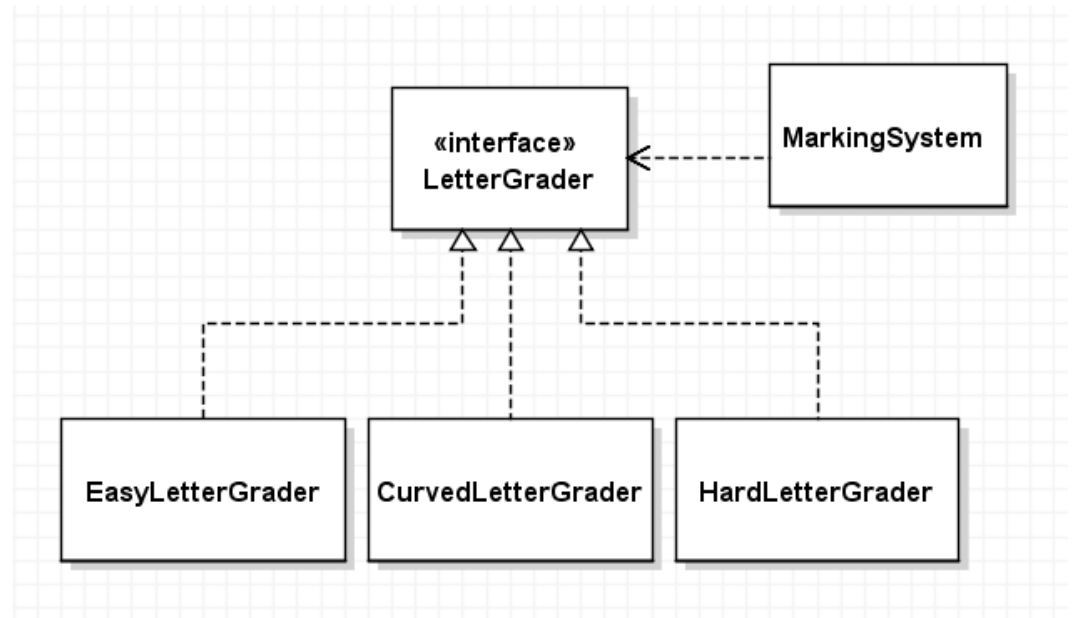 «interface»
LetterGrader
MarkingSystem
EasyLetterGrader
CurvedLetterGrader
HardLetterGrader